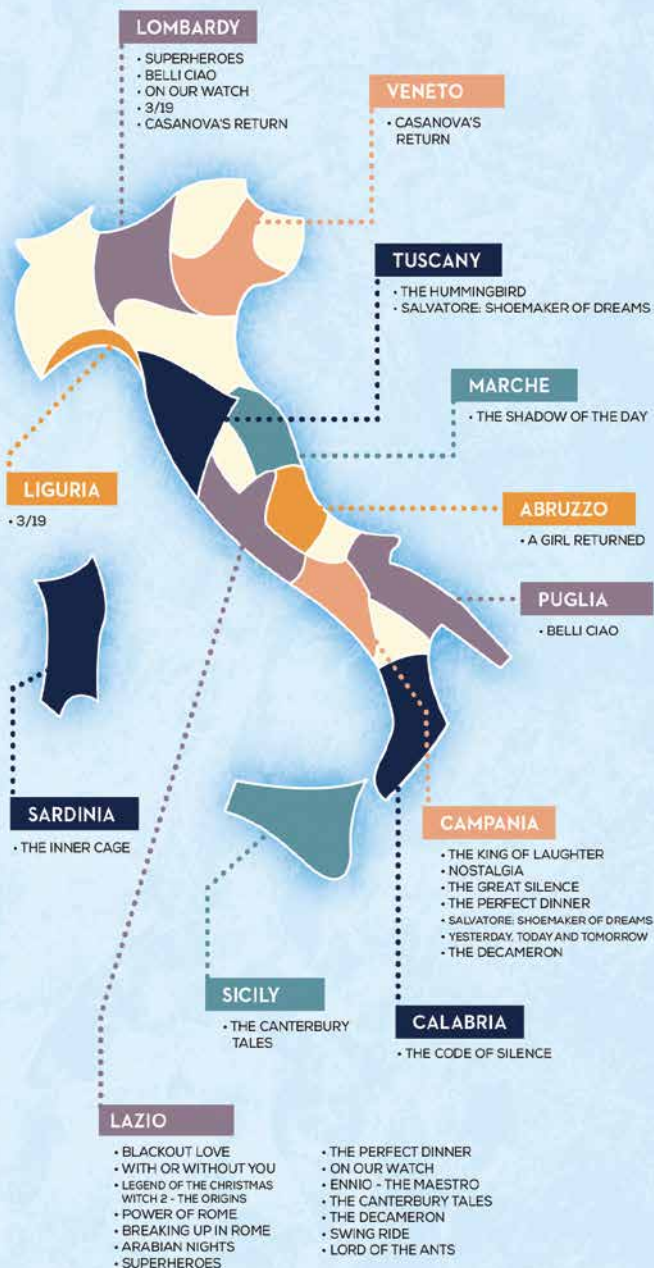 LOMBARDY
• SUPERHEROES
• BELLI CIAO
• ON OUR WATCH
• 3/19
• CASANOVA'S RETURN
VENETO
• CASANOVA'S
RETURN
TUSCANY
• THE HUMMINGBIRD
• SALVATORE: SHOEMAKER OF DREAMS
MARCHE
• THE SHADOW OF THE DAY
LIGURIA
• 3/19
ABRUZZO
• A GIRL RETURNED
PUGLIA
• BELLI CIAO
SARDINIA
• THE INNER CAGE
CAMPANIA
• THE KING OF LAUGHTER
• NOSTALGIA
• THE GREAT SILENCE
• THE PERFECT DINNER
• SALVATORE: SHOEMAKER OF DREAMS
• YESTERDAY, TODAY AND TOMORROW
• THE DECAMERON
SICILY
• THE CANTERBURY
TALES
CALABRIA
• THE CODE OF SILENCE
LAZIO
• BLACKOUT LOVE
• WITH OR WITHOUT YOU
• LEGEND OF THE CHRISTMAS
WITCH 2 - THE ORIGINS
• POWER OF ROME
• BREAKING UP IN ROME
• ARABIAN NIGHTS
• SUPERHEROES
• THE PERFECT DINNER
• ON OUR WATCH
• ENNIO - THE MAESTRO
• THE CANTERBURY TALES
• THE DECAMERON
• SWING RIDE
• LORD OF THE ANTS